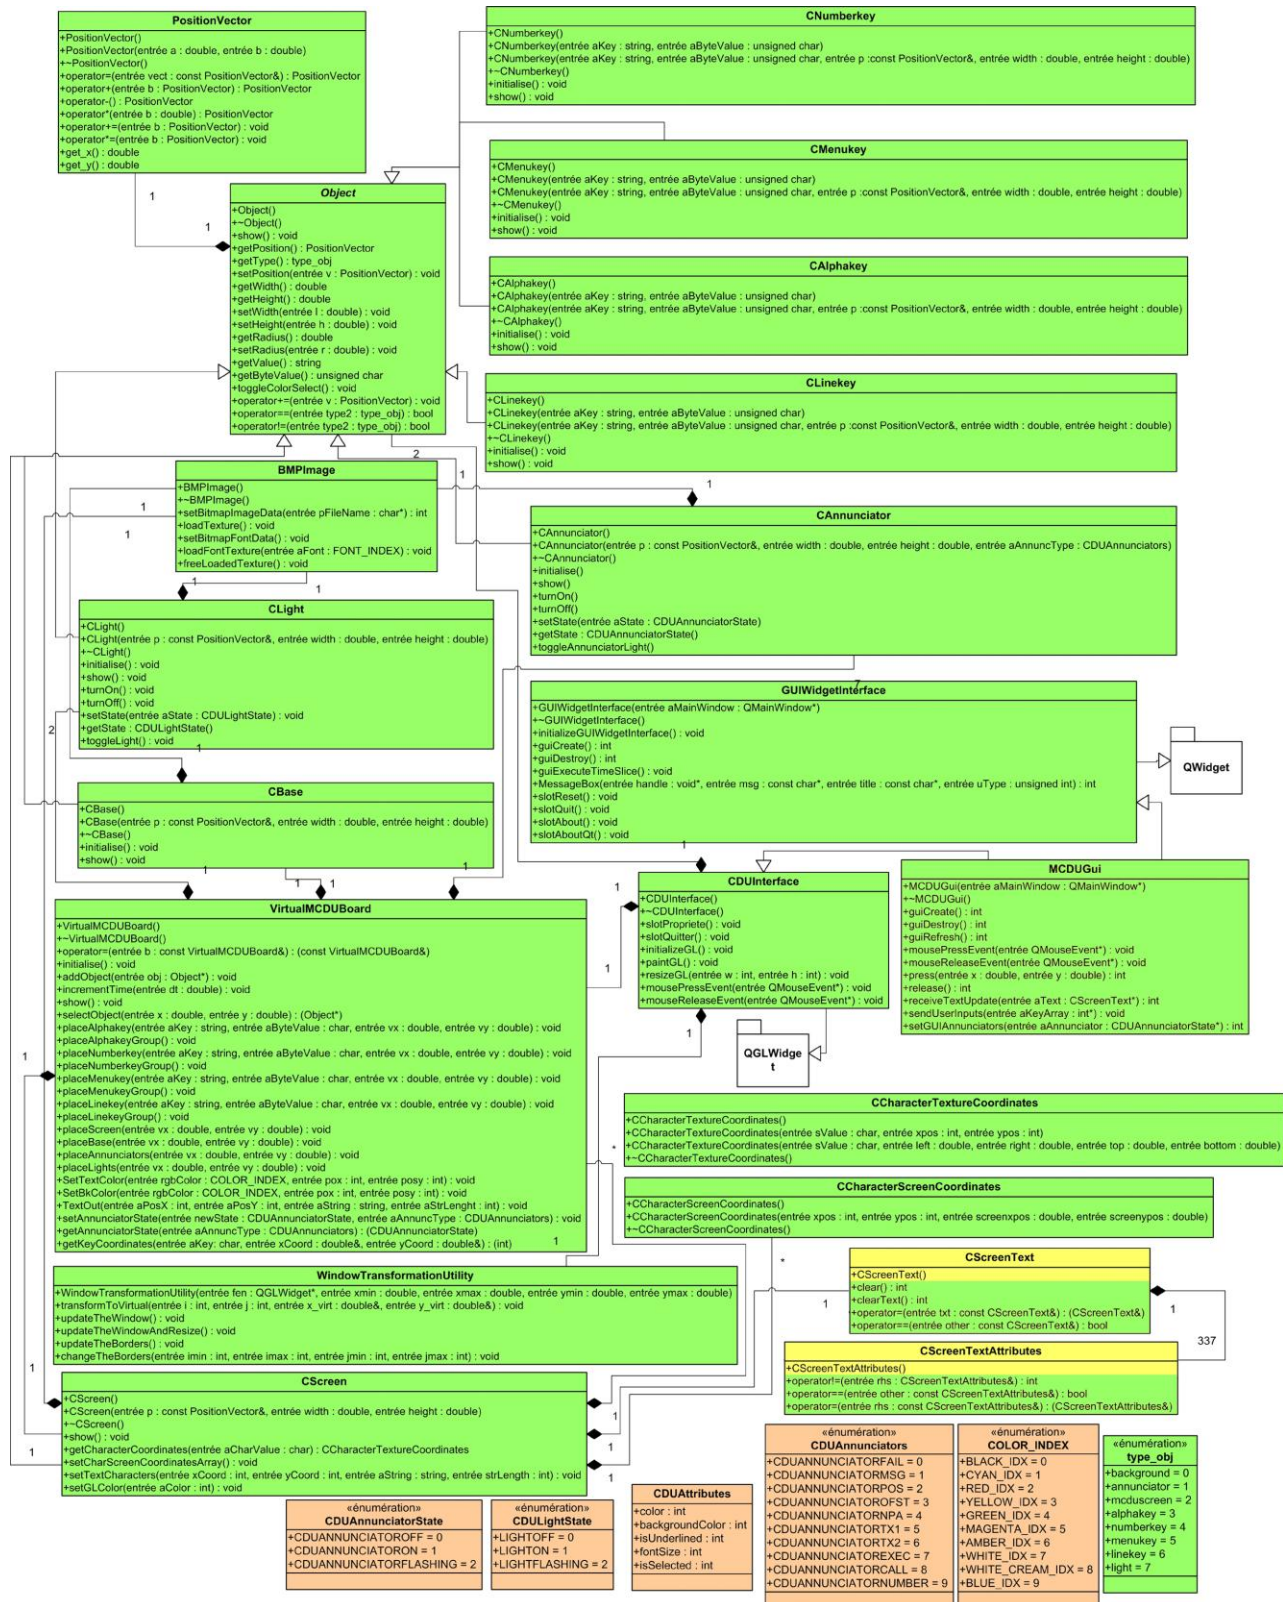 PositionVector
+PositionVector()
+PositionVector(entrée a : double, entrée b : double)
+~PositionVector()
+operator=(entrée vect : const PositionVector&) : PositionVector
+operator+(entrée b : PositionVector) : PositionVector
+operator-() : PositionVector
+operator*(entrée b : double) : PositionVector
+operator+=(entrée b : PositionVector) : void
+operator*=(entrée b : PositionVector) : void
+get_x() : double
+get_y() : double
CNumberkey
+CNumberkey()
+CNumberkey(entrée aKey : string, entrée aByteValue : unsigned char)
+CNumberkey(entrée aKey : string, entrée aByteValue : unsigned char, entrée p :const PositionVector&, entrée width : double, entrée height : double)
+~CNumberkey()
+initialise() : void
+show() : void
CMenukey
+CMenukey()
+CMenukey(entrée aKey : string, entrée aByteValue : unsigned char)
+CMenukey(entrée aKey : string, entrée aByteValue : unsigned char, entrée p :const PositionVector&, entrée width : double, entrée height : double)
+~CMenukey()
+initialise() : void
+show() : void
1
1
Object
+Object()
+~Object()
+show() : void
+getPosition() : PositionVector
+getType() : type_obj
+setPosition(entrée v : PositionVector) : void
+getWidth() : double
+getHeight() : double
+setWidth(entrée l : double) : void
+setHeight(entrée h : double) : void
+getRadius() : double
+setRadius(entrée r : double) : void
+getValue() : string
+getByteValue() : unsigned char
+toggleColorSelect() : void
+operator+=(entrée v : PositionVector) : void
+operator==(entrée type2 : type_obj) : bool
+operator!=(entrée type2 : type_obj) : bool
CAlphakey
+CAlphakey()
+CAlphakey(entrée aKey : string, entrée aByteValue : unsigned char)
+CAlphakey(entrée aKey : string, entrée aByteValue : unsigned char, entrée p :const PositionVector&, entrée width : double, entrée height : double)
+~CAlphakey()
+initialise() : void
+show() : void
CLinekey
+CLinekey()
+CLinekey(entrée aKey : string, entrée aByteValue : unsigned char)
+CLinekey(entrée aKey : string, entrée aByteValue : unsigned char, entrée p :const PositionVector&, entrée width : double, entrée height : double)
+~CLinekey()
+initialise() : void
+show() : void
2
1
1
1
1
BMPImage
+BMPImage()
+~BMPImage()
+setBitmapImageData(entrée pFileName : char*) : int
+loadTexture() : void
+setBitmapFontData() : void
+loadFontTexture(entrée aFont : FONT_INDEX) : void
+freeLoadedTexture() : void
1
1
CAnnunciator
+CAnnunciator()
+CAnnunciator(entrée p : const PositionVector&, entrée width : double, entrée height : double, entrée aAnnuncType : CDUAnnunciators)
+~CAnnunciator()
+initialise()
+show()
+turnOn()
+turnOff()
+setState(entrée aState : CDUAnnunciatorState)
+getState : CDUAnnunciatorState()
+toggleAnnunciatorLight()
CLight
+CLight()
+CLight(entrée p : const PositionVector&, entrée width : double, entrée height : double)
+~CLight()
+initialise() : void
+show() : void
+turnOn() : void
+turnOff() : void
+setState(entrée aState : CDULightState) : void
+getState : CDULightState()
+toggleLight() : void
2
1
7
GUIWidgetInterface
+GUIWidgetInterface(entrée aMainWindow : QMainWindow*)
+~GUIWidgetInterface()
+initializeGUIWidgetInterface() : void
+guiCreate() : int
+guiDestroy() : int
+guiExecuteTimeSlice() : void
+MessageBox(entrée handle : void*, entrée msg : const char*, entrée title : const char*, entrée uType : unsigned int) : int
+slotReset() : void
+slotQuit() : void
+slotAbout() : void
+slotAboutQt() : void
QWidget
CBase
+CBase()
+CBase(entrée p : const PositionVector&, entrée width : double, entrée height : double)
+~CBase()
+initialise() : void
+show() : void
1
1
1
1
1
1
CDUInterface
+CDUInterface()
+~CDUInterface()
+slotPropriete() : void
+slotQuitter() : void
+initializeGL() : void
+paintGL() : void
+resizeGL(entrée w : int, entrée h : int) : void
+mousePressEvent(entrée QMouseEvent*) : void
+mouseReleaseEvent(entrée QMouseEvent*) : void
MCDUGui
+MCDUGui(entrée aMainWindow : QMainWindow*)
+~MCDUGui()
+guiCreate() : int
+guiDestroy() : int
+guiRefresh() : int
+mousePressEvent(entrée QMouseEvent*) : void
+mouseReleaseEvent(entrée QMouseEvent*) : void
+press(entrée x : double, entrée y : double) : int
+release() : int
+receiveTextUpdate(entrée aText : CScreenText*) : int
+sendUserInputs(entrée aKeyArray : int*) : void
+setGUIAnnunciators(entrée aAnnunciator : CDUAnnunciatorState*) : int
VirtualMCDUBoard
+VirtualMCDUBoard()
+~VirtualMCDUBoard()
+operator=(entrée b : const VirtualMCDUBoard&) : (const VirtualMCDUBoard&)
+initialise() : void
+addObject(entrée obj : Object*) : void
+incrementTime(entrée dt : double) : void
+show() : void
+selectObject(entrée x : double, entrée y : double) : (Object*)
+placeAlphakey(entrée aKey : string, entrée aByteValue : char, entrée vx : double, entrée vy : double) : void
+placeAlphakeyGroup() : void
+placeNumberkey(entrée aKey : string, entrée aByteValue : char, entrée vx : double, entrée vy : double) : void
+placeNumberkeyGroup() : void
+placeMenukey(entrée aKey : string, entrée aByteValue : char, entrée vx : double, entrée vy : double) : void
+placeMenukeyGroup() : void
+placeLinekey(entrée aKey : string, entrée aByteValue : char, entrée vx : double, entrée vy : double) : void
+placeLinekeyGroup() : void
+placeScreen(entrée vx : double, entrée vy : double) : void
+placeBase(entrée vx : double, entrée vy : double) : void
+placeAnnunciators(entrée vx : double, entrée vy : double) : void
+placeLights(entrée vx : double, entrée vy : double) : void
+SetTextColor(entrée rgbColor : COLOR_INDEX, entrée pox : int, entrée posy : int) : void
+SetBkColor(entrée rgbColor : COLOR_INDEX, entrée pox : int, entrée posy : int) : void
+TextOut(entrée aPosX : int, entrée aPosY : int, entrée aString : string, entrée aStrLenght : int) : void
+setAnnunciatorState(entrée newState : CDUAnnunciatorState, entrée aAnnuncType : CDUAnnunciators) : void
+getAnnunciatorState(entrée aAnnuncType : CDUAnnunciators) : (CDUAnnunciatorState)
+getKeyCoordinates(entrée aKey: char, entrée xCoord : double&, entrée yCoord : double&) : (int)
1
1
1
1
QGLWidge
t
CCharacterTextureCoordinates
+CCharacterTextureCoordinates()
+CCharacterTextureCoordinates(entrée sValue : char, entrée xpos : int, entrée ypos : int)
+CCharacterTextureCoordinates(entrée sValue : char, entrée left : double, entrée right : double, entrée top : double, entrée bottom : double)
+~CCharacterTextureCoordinates()
*
CCharacterScreenCoordinates
+CCharacterScreenCoordinates()
+CCharacterScreenCoordinates(entrée xpos : int, entrée ypos : int, entrée screenxpos : double, entrée screenypos : double)
+~CCharacterScreenCoordinates()
*
1
WindowTransformationUtility
+WindowTransformationUtility(entrée fen : QGLWidget*, entrée xmin : double, entrée xmax : double, entrée ymin : double, entrée ymax : double)
+transformToVirtual(entrée i : int, entrée j : int, entrée x_virt : double&, entrée y_virt : double&) : void
+updateTheWindow() : void
+updateTheWindowAndResize() : void
+updateTheBorders() : void
+changeTheBorders(entrée imin : int, entrée imax : int, entrée jmin : int, entrée jmax : int) : void
CScreenText
+CScreenText()
+clear() : int
+clearText() : int
+operator=(entrée txt : const CScreenText&) : (CScreenText&)
+operator==(entrée other : const CScreenText&) : bool
1
1
337
CScreenTextAttributes
+CScreenTextAttributes()
+operator!=(entrée rhs : CScreenTextAttributes&) : int
+operator==(entrée other : const CScreenTextAttributes&) : bool
+operator=(entrée rhs : const CScreenTextAttributes&) : (CScreenTextAttributes&)
1
CScreen
+CScreen()
+CScreen(entrée p : const PositionVector&, entrée width : double, entrée height : double)
+~CScreen()
+show() : void
+getCharacterCoordinates(entrée aCharValue : char) : CCharacterTextureCoordinates
+setCharScreenCoordinatesArray() : void
+setTextCharacters(entrée xCoord : int, entrée yCoord : int, entrée aString : string, entrée strLength : int) : void
+setGLColor(entrée aColor : int) : void
1
1
1
1
«énumération»
CDUAnnunciatorState
+CDUANNUNCIATOROFF = 0
+CDUANNUNCIATORON = 1
+CDUANNUNCIATORFLASHING = 2
«énumération»
CDULightState
+LIGHTOFF = 0
+LIGHTON = 1
+LIGHTFLASHING = 2
CDUAttributes
+color : int
+backgroundColor : int
+isUnderlined : int
+fontSize : int
+isSelected : int
«énumération»
CDUAnnunciators
+CDUANNUNCIATORFAIL = 0
+CDUANNUNCIATORMSG = 1
+CDUANNUNCIATORPOS = 2
+CDUANNUNCIATOROFST = 3
+CDUANNUNCIATORNPA = 4
+CDUANNUNCIATORTX1 = 5
+CDUANNUNCIATORTX2 = 6
+CDUANNUNCIATOREXEC = 7
+CDUANNUNCIATORCALL = 8
+CDUANNUNCIATORNUMBER = 9
«énumération»
COLOR_INDEX
+BLACK_IDX = 0
+CYAN_IDX = 1
+RED_IDX = 2
+YELLOW_IDX = 3
+GREEN_IDX = 4
+MAGENTA_IDX = 5
+AMBER_IDX = 6
+WHITE_IDX = 7
+WHITE_CREAM_IDX = 8
+BLUE_IDX = 9
«énumération»
type_obj
+background = 0
+annunciator = 1
+mcduscreen = 2
+alphakey = 3
+numberkey = 4
+menukey = 5
+linekey = 6
+light = 7